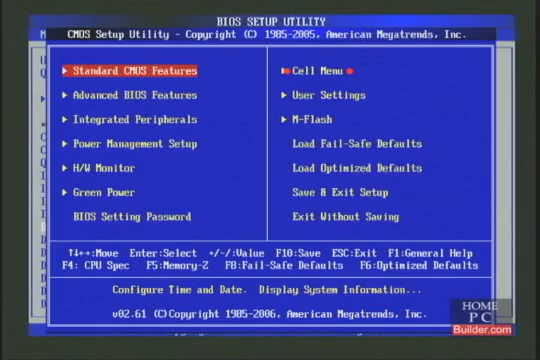 BIOS SETUP UTILITY
CMOS Setup Utility - Copyright (C) 1985-2005, American Megatrends, Inc.
Standard CMOS Features
Advanced BIOS Features
Integrated Peripherals
Power Management Setup
H/W Monitor
Green Power
BIOS Setting Password
Cell Menu
User Settings
M-Flash
Load Fail-Safe Defaults
Load Optimized Defaults
Save & Exit Setup
Exit Without Saving
↑↓←→:Move Enter:Select +/-/:Value F10:Save ESC:Exit F1:General Help
F4: CPU Spec F5:Memory-Z F8:Fail-Safe Defaults F6:Optimized Defaults
Configure Time and Date. Display System Information...
v02.61 (C)Copyright 1985-2006, American Megatrends, Inc.
HOME
PC
Builder.com